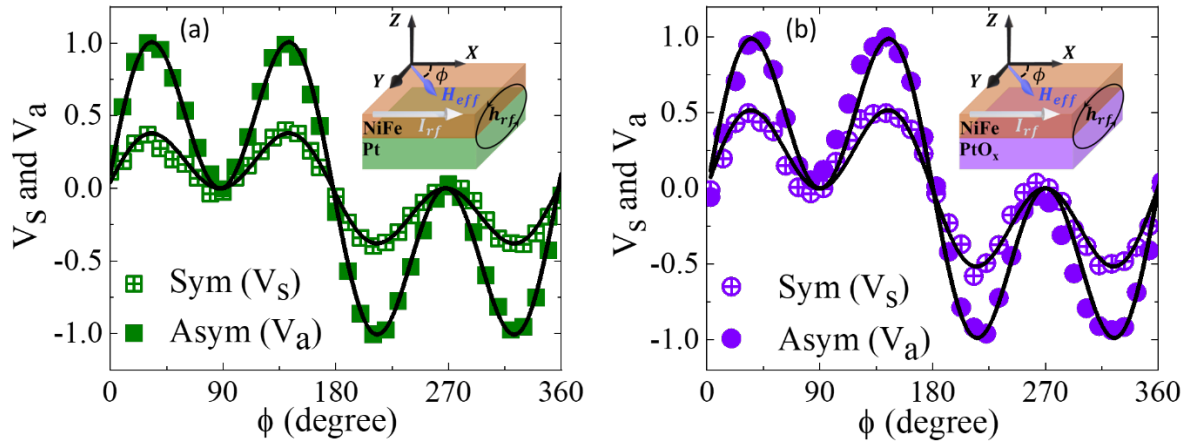 (a)
V_S and V_a
1.0
0.5
0.0
-0.5
-1.0
Z
X
Y
ϕ
H_eff
h_rf
I_rf
NiFe
Pt
Sym (V_s)
Asym (V_a)
0 90 180 270 360
ϕ (degree)
(b)
V_S and V_a
1.0
0.5
0.0
-0.5
-1.0
Z
X
Y
ϕ
H_eff
h_rf
I_rf
NiFe
PtO_x
Sym (V_s)
Asym (V_a)
0 90 180 270 360
ϕ (degree)